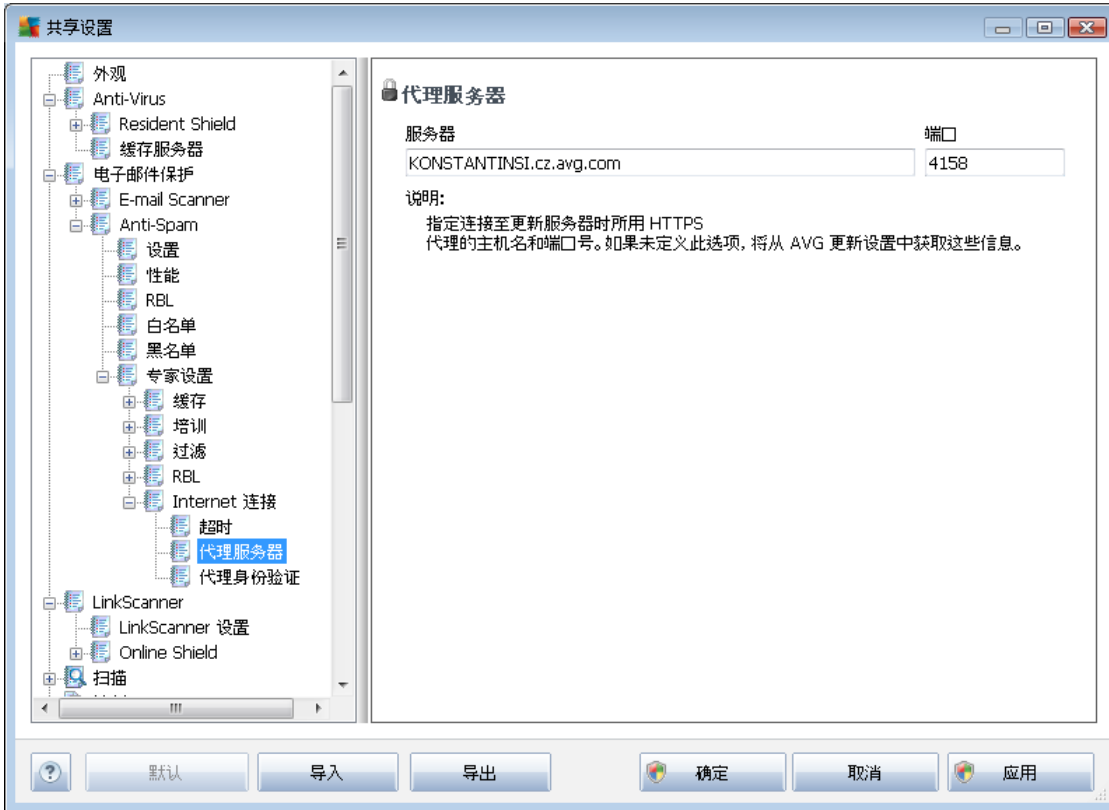 共享设置
外观
Anti-Virus
Resident Shield
缓存服务器
电子邮件保护
E-mail Scanner
Anti-Spam
设置
性能
RBL
白名单
黑名单
专家设置
缓存
培训
过滤
RBL
Internet 连接
超时
代理服务器
代理身份验证
LinkScanner
LinkScanner 设置
Online Shield
扫描
代理服务器
服务器 端口
KONSTANTINSI.cz.avg.com 4158
说明:
指定连接至更新服务器时所用 HTTPS
代理的主机名和端口号。如果未定义此选项, 将从 AVG 更新设置中获取这些信息。
? 默认 导入 导出 确定 取消 应用